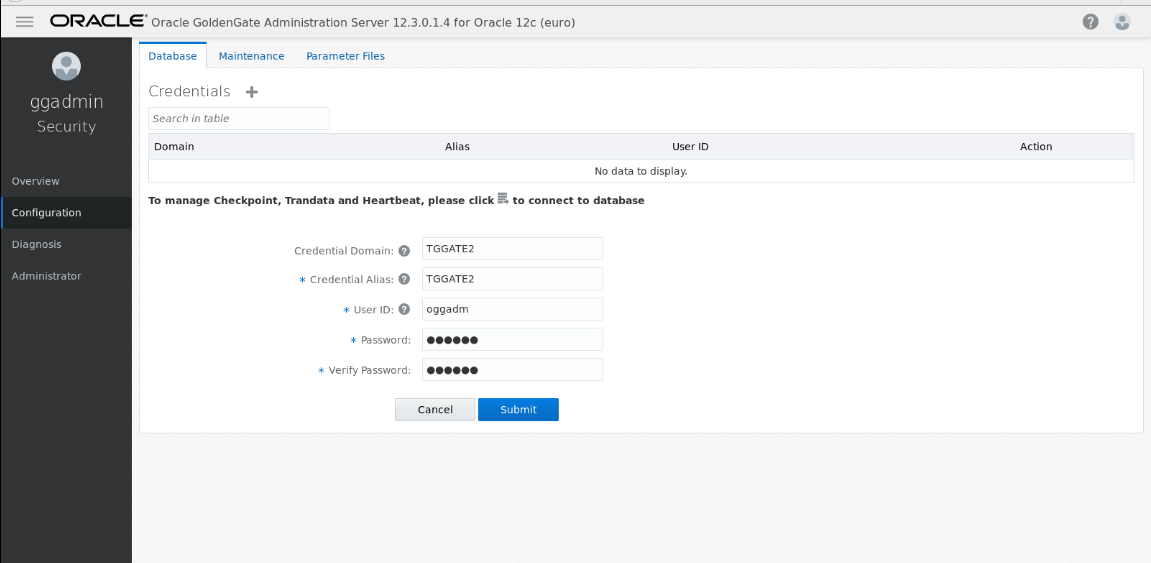 ORACLE® Oracle GoldenGate Administration Server 12.3.0.1.4 for Oracle 12c (euro)
ggadmin
Security
Overview
Configuration
Diagnosis
Administrator
Database Maintenance Parameter Files
Credentials
Search in table
Domain Alias User ID Action
No data to display.
To manage Checkpoint, Trandata and Heartbeat, please click to connect to database
Credential Domain: TGGATE2
* Credential Alias: TGGATE2
* User ID: oggadm
* Password: ●●●●●●
* Verify Password: ●●●●●●
Cancel Submit